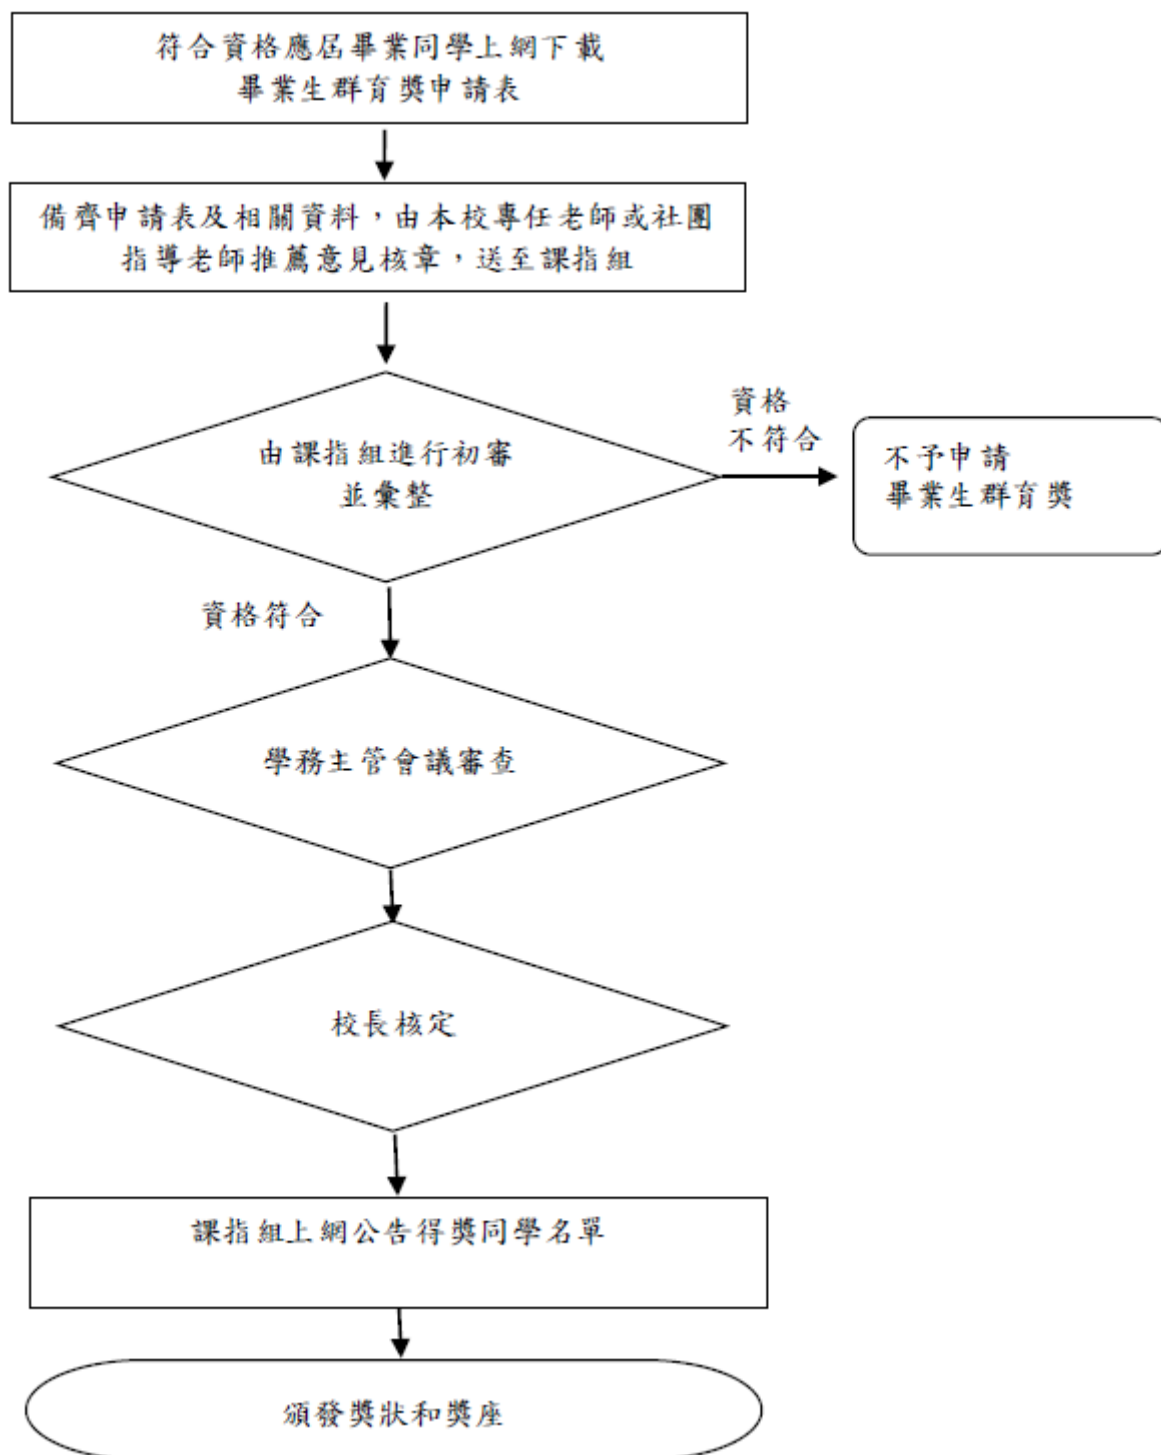 符合資格應屆畢業同學上網下載
畢業生群育獎申請表
備齊申請表及相關資料，由本校專任老師或社團
指導老師推薦意見核章，送至課指組
由課指組進行初審
並彙整
資格
不符合
不予申請
畢業生群育獎
資格符合
學務主管會議審查
校長核定
課指組上網公告得獎同學名單
頒發獎狀和獎座